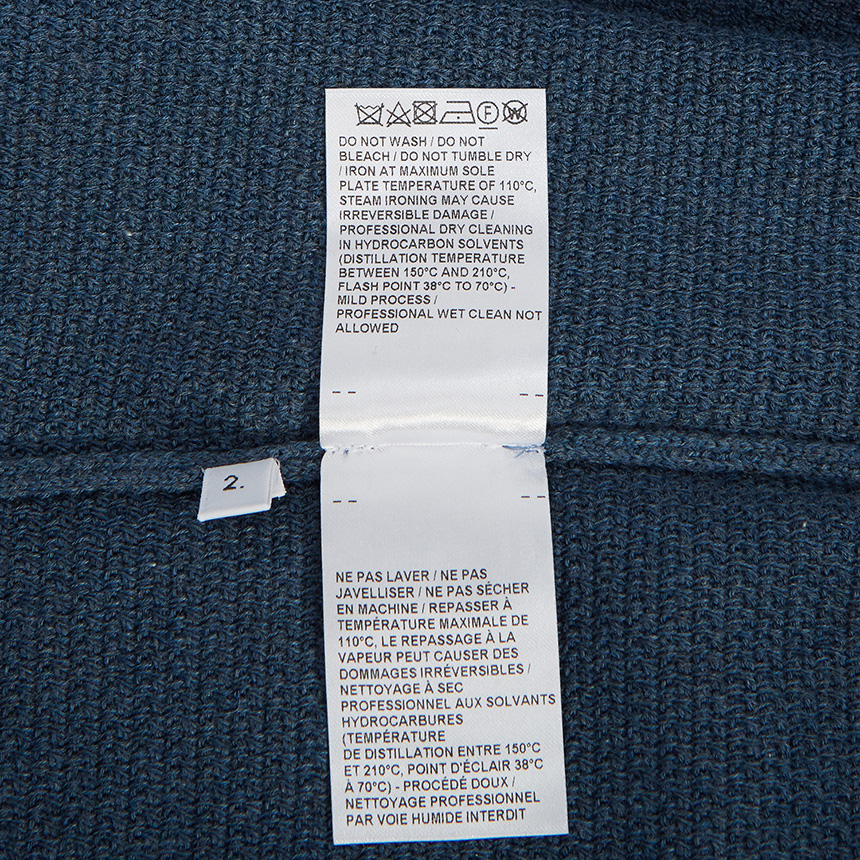 F W
DO NOT WASH / DO NOT
BLEACH / DO NOT TUMBLE DRY
/ IRON AT MAXIMUM SOLE
PLATE TEMPERATURE OF 110°C,
STEAM IRONING MAY CAUSE
IRREVERSIBLE DAMAGE /
PROFESSIONAL DRY CLEANING
IN HYDROCARBON SOLVENTS
(DISTILLATION TEMPERATURE
BETWEEN 150°C AND 210°C,
FLASH POINT 38°C TO 70°C) -
MILD PROCESS /
PROFESSIONAL WET CLEAN NOT
ALLOWED
2.
NE PAS LAVER / NE PAS
JAVELLISER / NE PAS SÉCHER
EN MACHINE / REPASSER À
TEMPÉRATURE MAXIMALE DE
110°C, LE REPASSAGE À LA
VAPEUR PEUT CAUSER DES
DOMMAGES IRRÉVERSIBLES /
NETTOYAGE À SEC
PROFESSIONNEL AUX SOLVANTS
HYDROCARBURES
(TEMPÉRATURE
DE DISTILLATION ENTRE 150°C
ET 210°C, POINT D'ÉCLAIR 38°C
À 70°C) - PROCÉDÉ DOUX /
NETTOYAGE PROFESSIONNEL
PAR VOIE HUMIDE INTERDIT